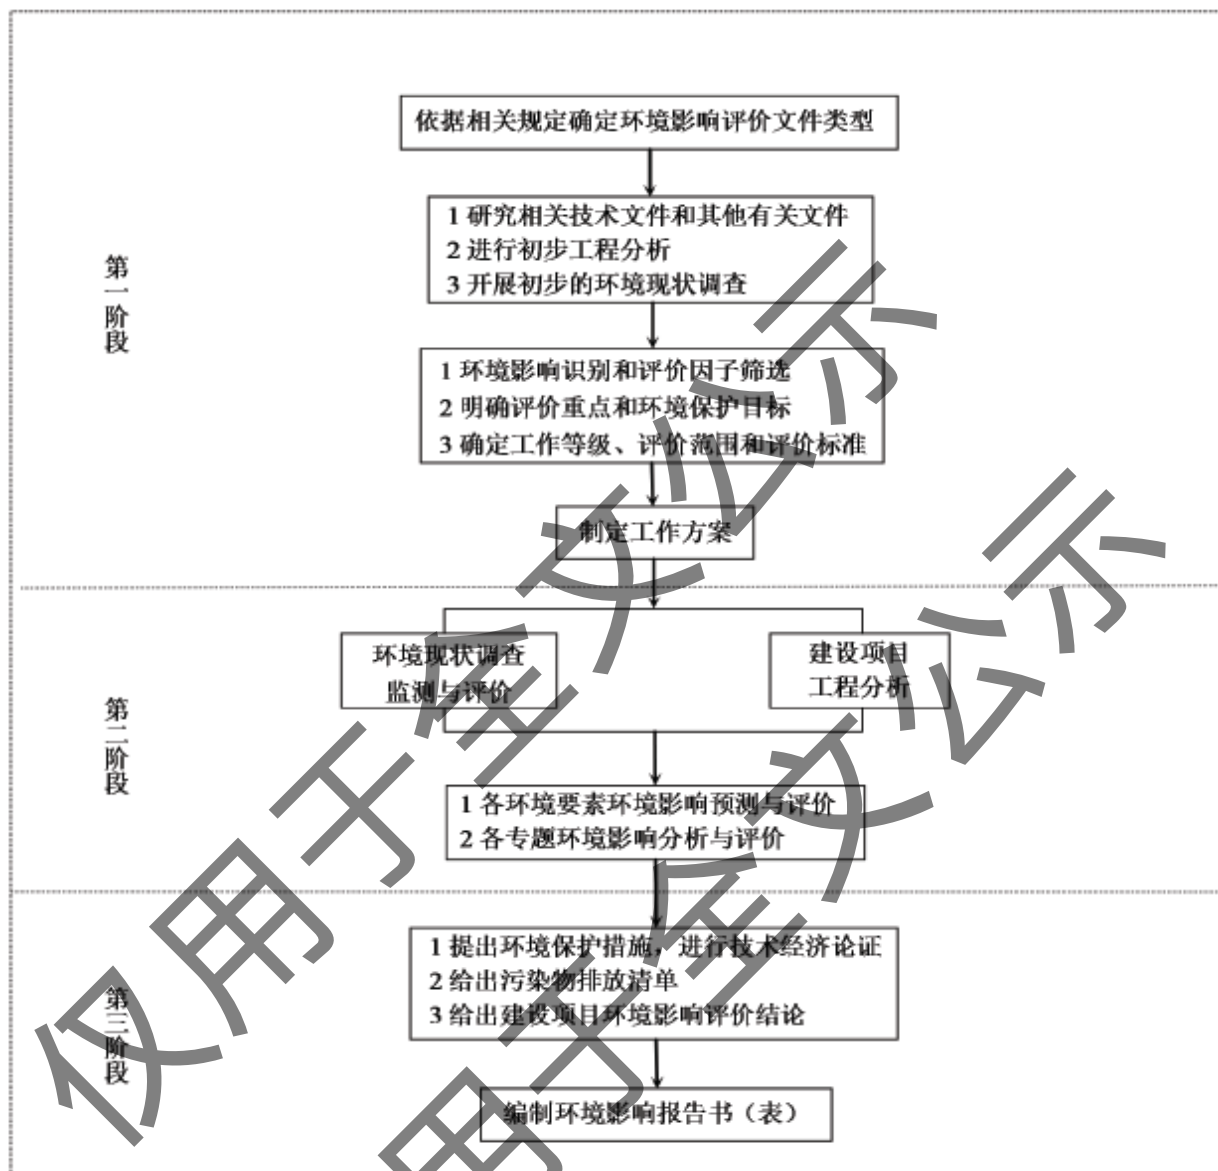 依据相关规定确定环境影响评价文件类型
1 研究相关技术文件和其他有关文件
2 进行初步工程分析
3 开展初步的环境现状调查
第一阶段
1 环境影响识别和评价因子筛选
2 明确评价重点和环境保护目标
3 确定工作等级、评价范围和评价标准
制定工作方案
环境现状调查
监测与评价
建设项目
工程分析
第二阶段
1 各环境要素环境影响预测与评价
2 各专题环境影响分析与评价
1 提出环境保护措施，进行技术经济论证
2 给出污染物排放清单
3 给出建设项目环境影响评价结论
第三阶段
编制环境影响报告书（表）
仅用于全文公示
用于全文公示